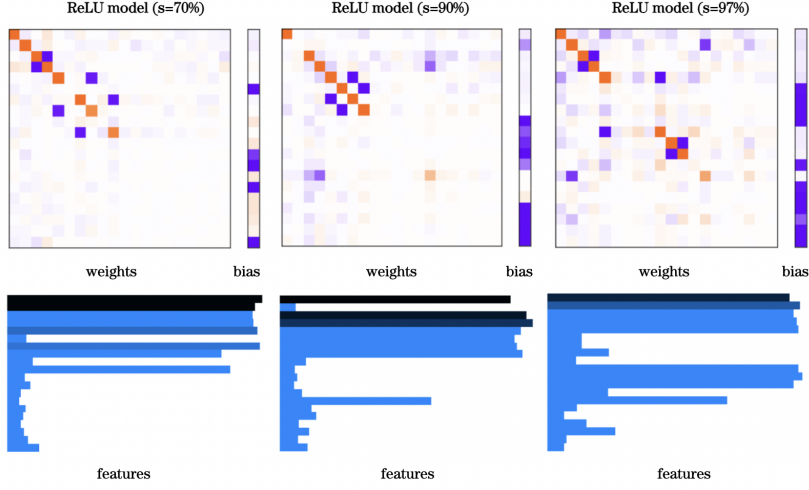 ReLU model (s=70%) ReLU model (s=90%) ReLU model (s=97%)
weights bias weights bias weights bias
features features features